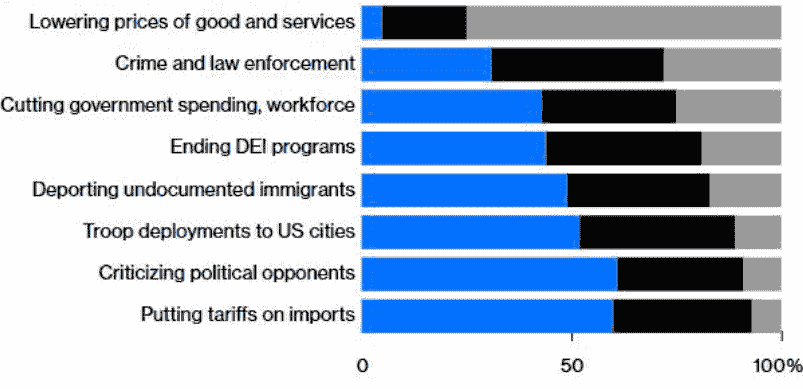 Lowering prices of good and services
Crime and law enforcement
Cutting government spending, workforce
Ending DEI programs
Deporting undocumented immigrants
Troop deployments to US cities
Criticizing political opponents
Putting tariffs on imports
0 50 100%